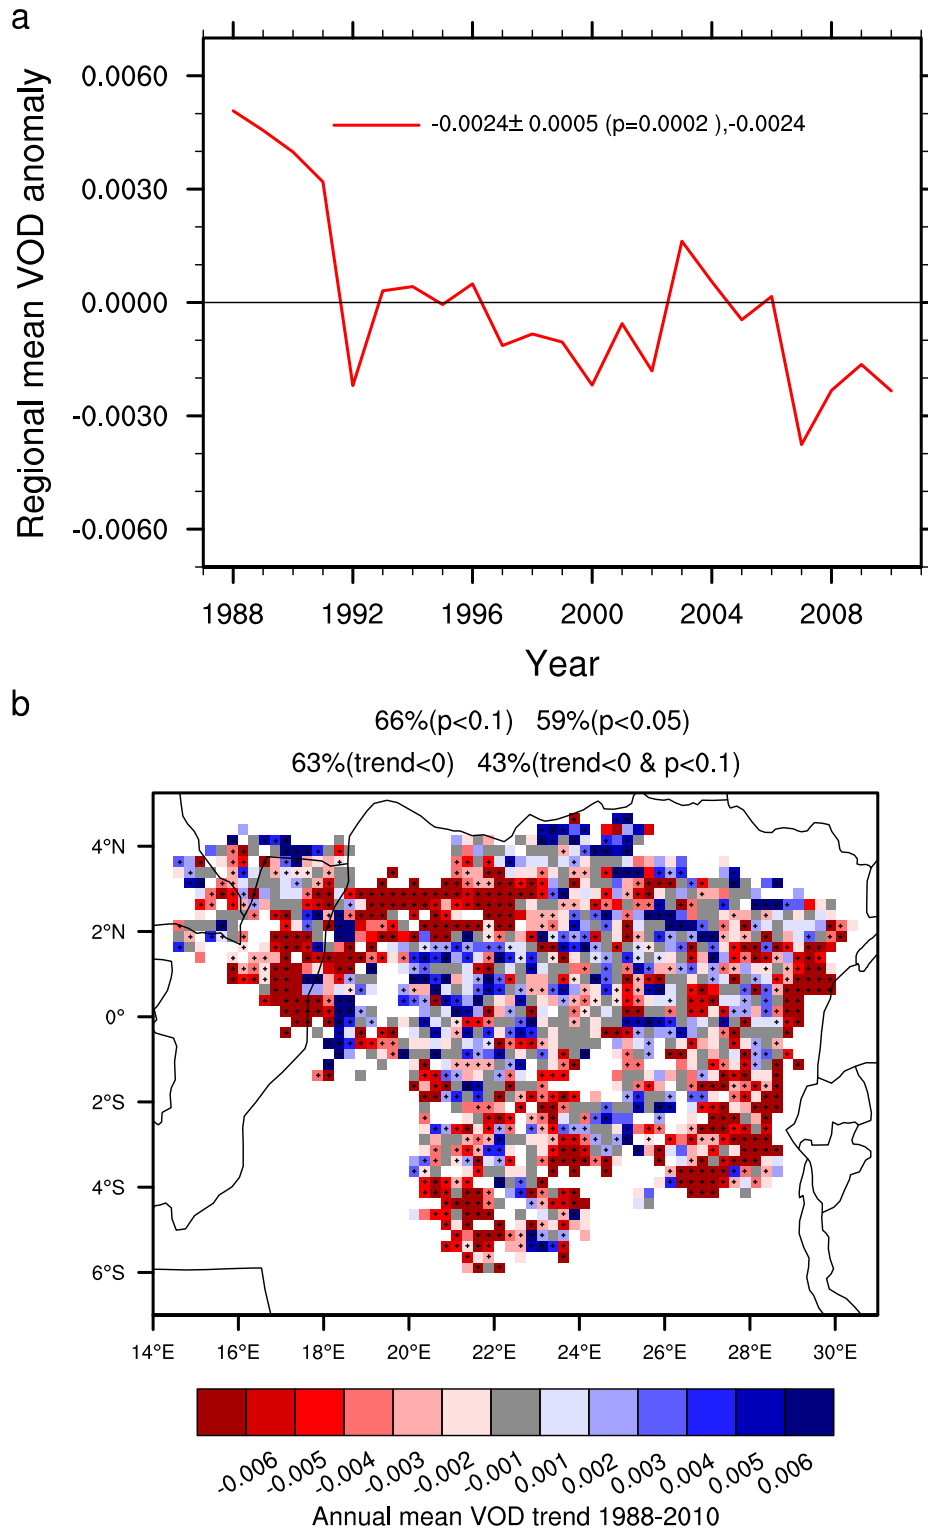 a
Regional mean VOD anomaly
0.0060
0.0030
0.0000
-0.0030
-0.0060
-0.0024± 0.0005 (p=0.0002 ),-0.0024
1988 1992 1996 2000 2004 2008
Year
b
66%(p<0.1) 59%(p<0.05)
63%(trend<0) 43%(trend<0 & p<0.1)
4°N
2°N
0°
2°S
4°S
6°S
14°E 16°E 18°E 20°E 22°E 24°E 26°E 28°E 30°E
-0.006 -0.005 -0.004 -0.003 -0.002 -0.001 0.001 0.002 0.003 0.004 0.005 0.006
Annual mean VOD trend 1988-2010